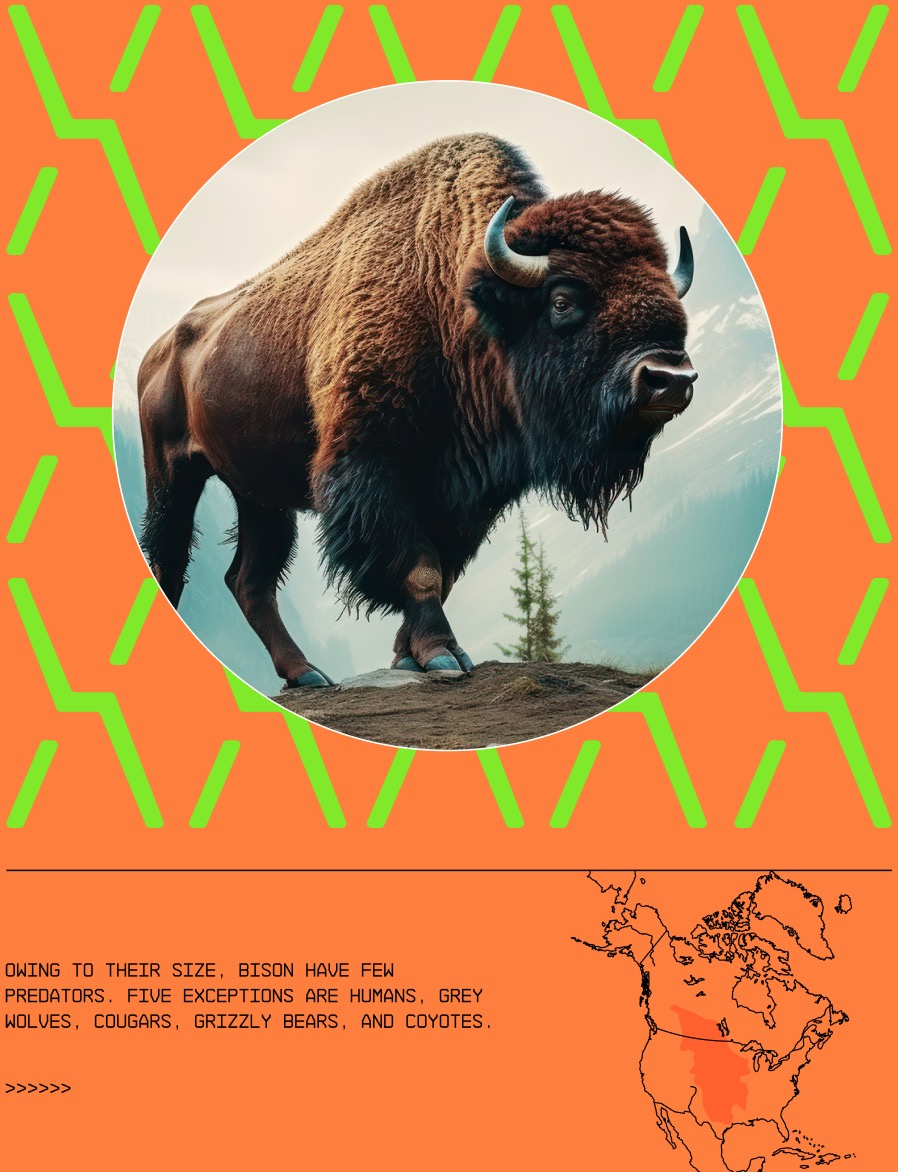 OWING TO THEIR SIZE, BISON HAVE FEW
PREDATORS. FIVE EXCEPTIONS ARE HUMANS, GREY
WOLVES, COUGARS, GRIZZLY BEARS, AND COYOTES.
>>>>>>